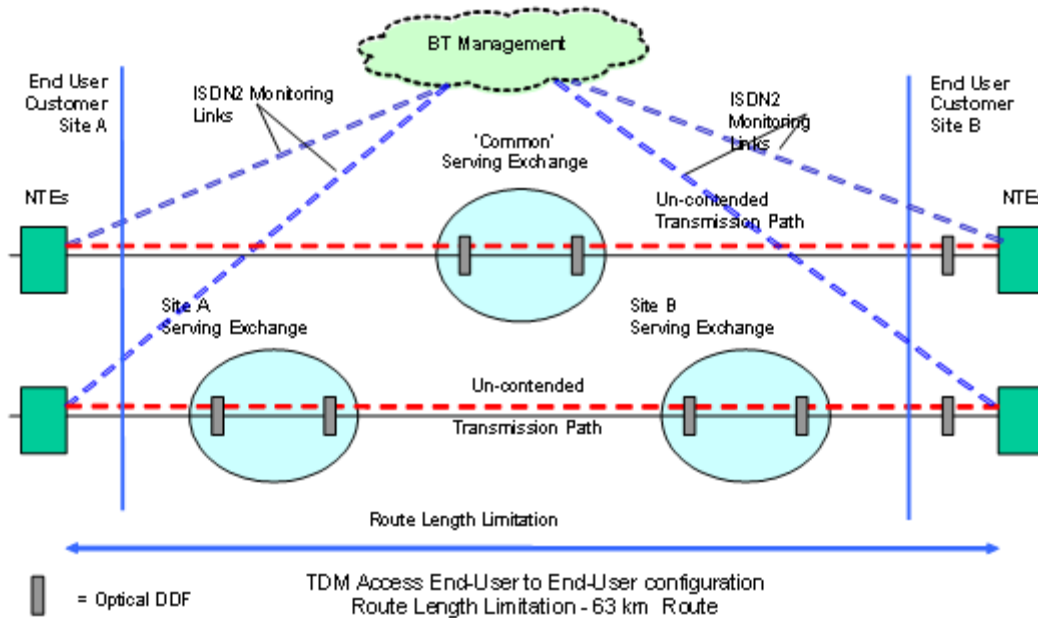 BT Management
End User
Customer
Site A
ISDN2 Monitoring
Links
ISDN2
Monitoring
Links
End User
Customer
Site B
'Common'
Serving Exchange
NTEs
Un-contended
Transmission Path
NTEs
Site A
Serving Exchange
Site B
Serving Exchange
Un-contended
Transmission Path
Route Length Limitation
= Optical DDF
TDM Access End-User to End-User configuration
Route Length Limitation - 63 km Route